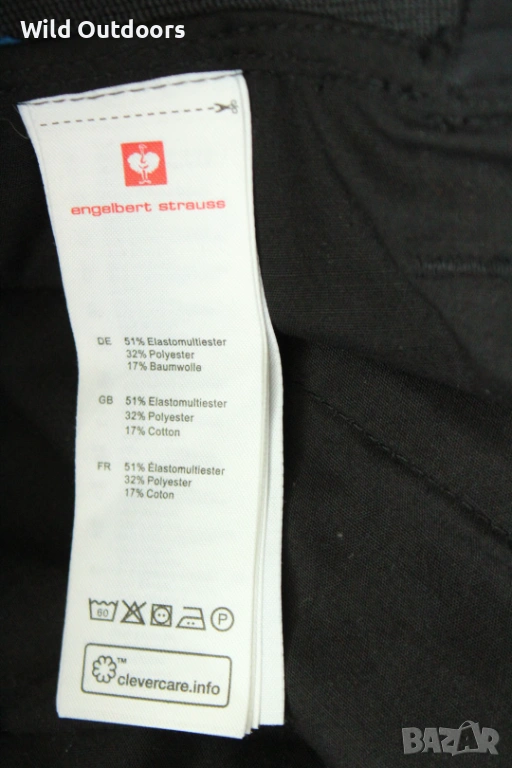 Wild Outdoors
engelbert strauss
DE 51% Elastomultiester
32% Polyester
17% Baumwolle
GB 51% Elastomultiester
32% Polyester
17% Cotton
FR 51% Élastomultiester
32% Polyester
17% Coton
60 P
™
clevercare.info
BAZAR